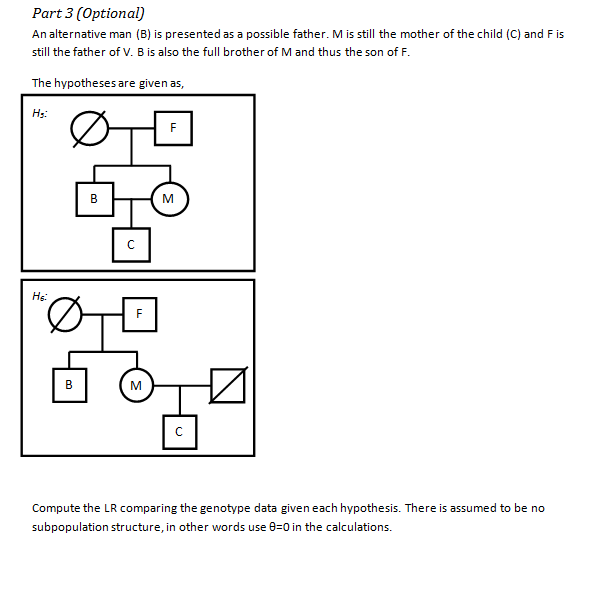 Part 3 (Optional)
An alternative man (B) is presented as a possible father. M is still the mother of the child (C) and F is
still the father of V. B is also the full brother of M and thus the son of F.
The hypotheses are given as,
H₅:
F
B
M
C
H₆:
F
B
M
C
Compute the LR comparing the genotype data given each hypothesis. There is assumed to be no
subpopulation structure, in other words use θ=0 in the calculations.